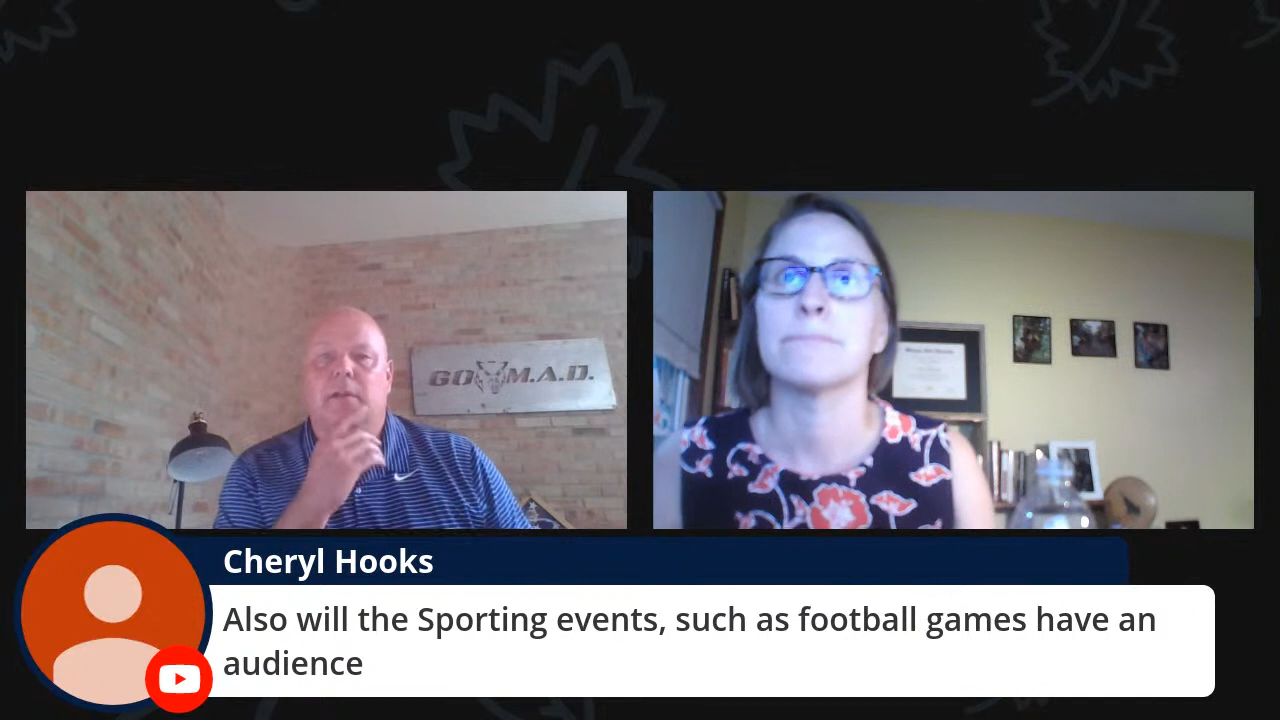 GO M.A.D.
Cheryl Hooks
Also will the Sporting events, such as football games have an
audience